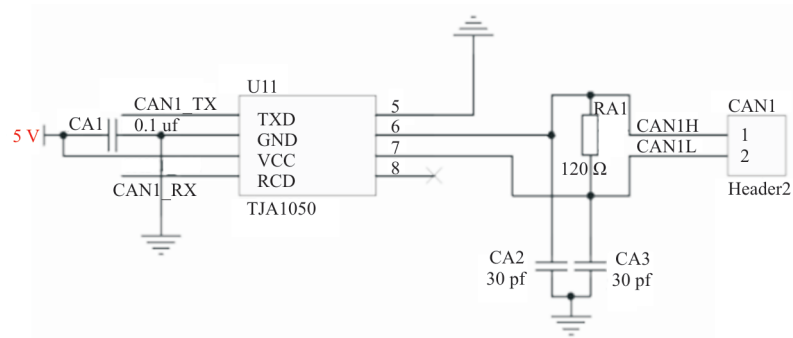 U11
CAN1_TX
TXD
5
CA1
0.1 uf
5 V
GND
6
VCC
7
RCD
8
CAN1_RX
TJA1050
RA1
120 Ω
CAN1H
CAN1L
CAN1
1
2
Header2
CA2
30 pf
CA3
30 pf